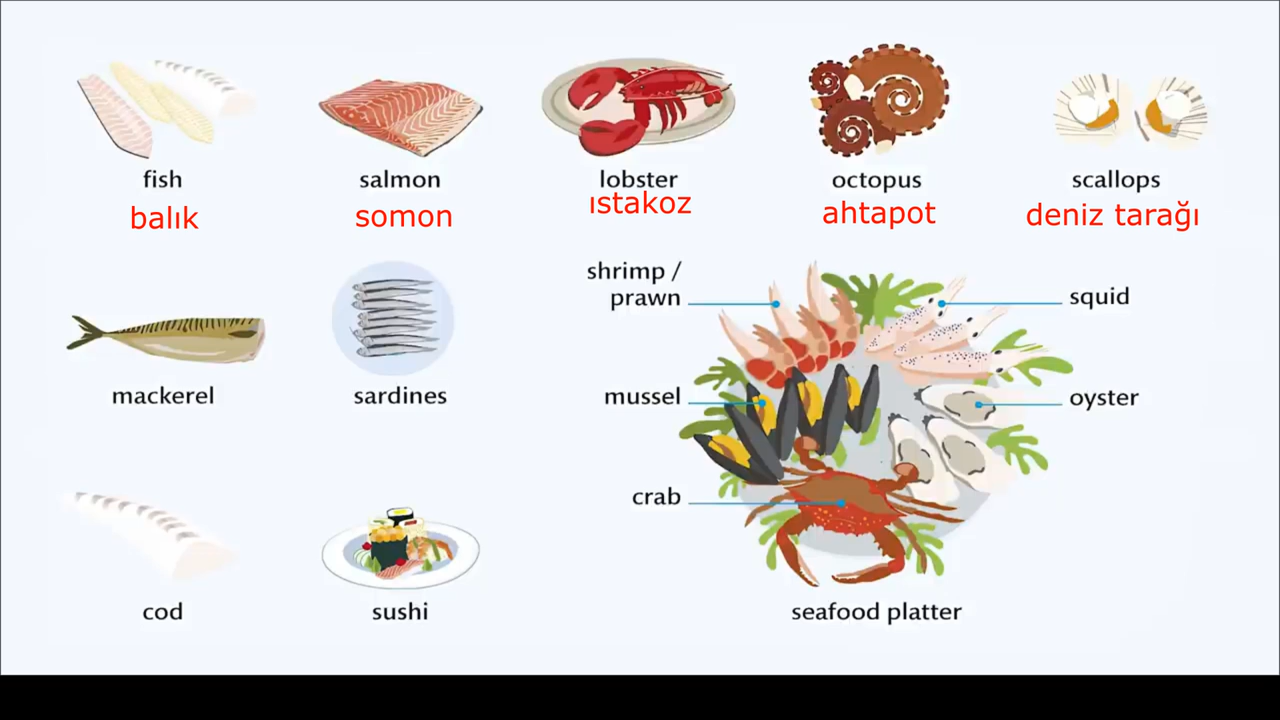 fish
balık
salmon
somon
lobster
ıstakoz
octopus
ahtapot
scallops
deniz tarağı
mackerel
sardines
shrimp /
prawn
squid
mussel
oyster
crab
cod
sushi
seafood platter